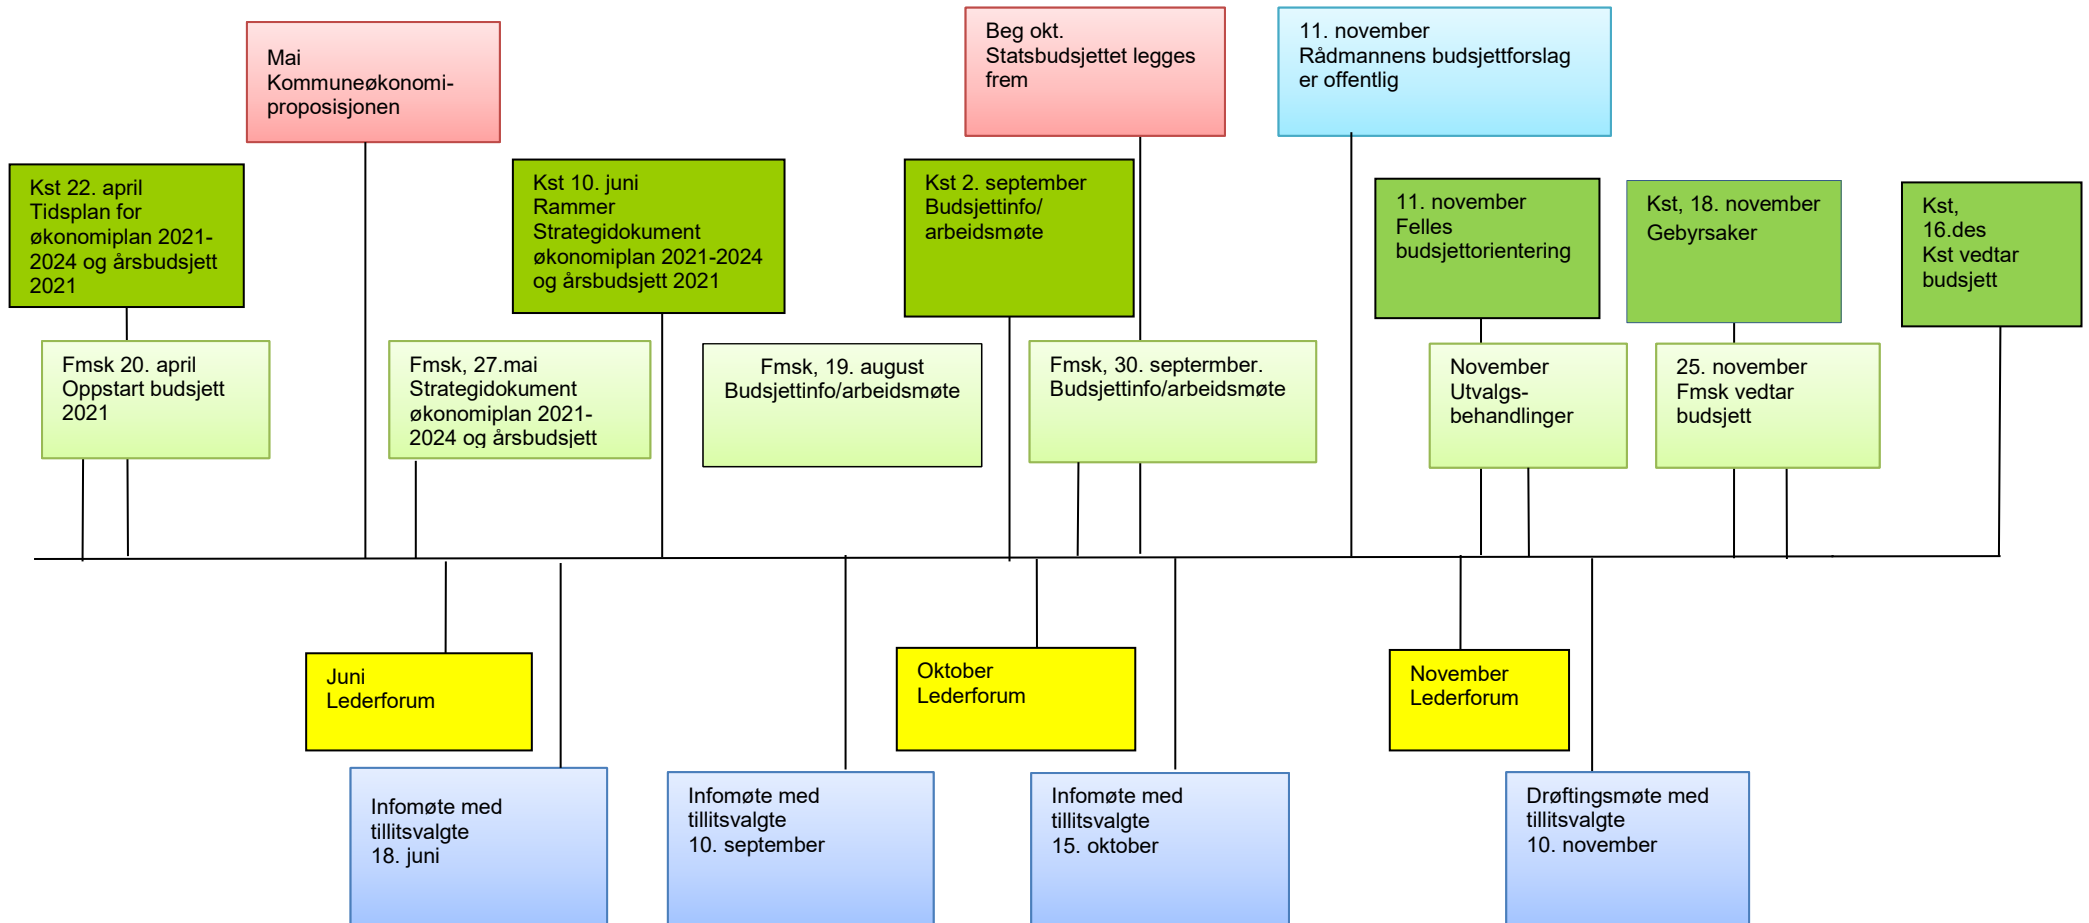 Mai
Kommuneøkonomi-
proposisjonen
Beg okt.
Statsbudsjettet legges
frem
11. november
Rådmannens budsjettforslag
er offentlig
Kst 22. april
Tidsplan for
økonomiplan 2021-
2024 og årsbudsjett
2021
Kst 10. juni
Rammer
Strategidokument
økonomiplan 2021-2024
og årsbudsjett 2021
Kst 2. september
Budsjettinfo/
arbeidsmøte
11. november
Felles
budsjettorientering
Kst, 18. november
Gebyrsaker
Kst,
16.des
Kst vedtar
budsjett
Fmsk 20. april
Oppstart budsjett
2021
Fmsk, 27.mai
Strategidokument
økonomiplan 2021-
2024 og årsbudsjett
Fmsk, 19. august
Budsjettinfo/arbeidsmøte
Fmsk, 30. septermber.
Budsjettinfo/arbeidsmøte
November
Utvalgs-
behandlinger
25. november
Fmsk vedtar
budsjett
Juni
Lederforum
Oktober
Lederforum
November
Lederforum
Infomøte med
tillitsvalgte
18. juni
Infomøte med
tillitsvalgte
10. september
Infomøte med
tillitsvalgte
15. oktober
Drøftingsmøte med
tillitsvalgte
10. november